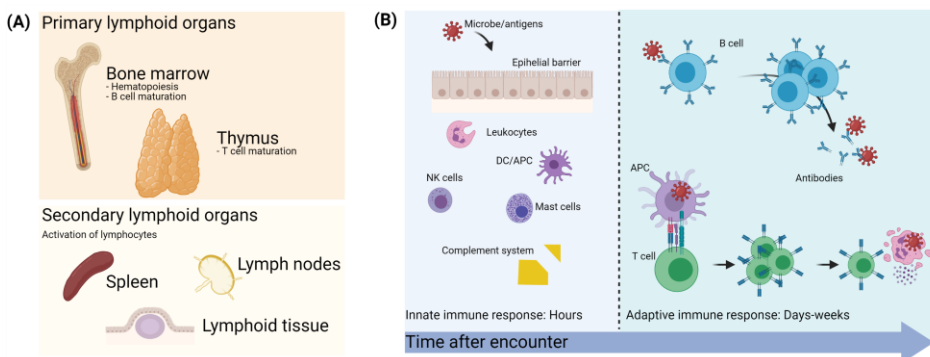 (A)
Primary lymphoid organs
Bone marrow
- Hematopoiesis
- B cell maturation
Thymus
- T cell maturation
Secondary lymphoid organs
Activation of lymphocytes
Spleen
Lymph nodes
Lymphoid tissue
(B)
Microbe/antigens
Epihelial barrier
Leukocytes
DC/APC
NK cells
Mast cells
Complement system
Innate immune response: Hours
B cell
Antibodies
APC
T cell
Adaptive immune response: Days-weeks
Time after encounter